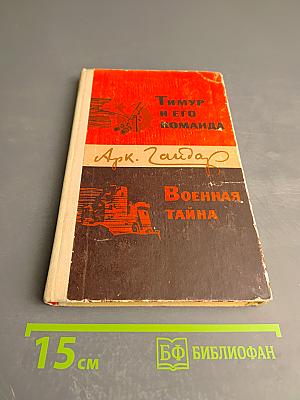 Тимур
и его
команда
Арк. Гайдар
Военная
тайна
15 см
БФ БИБЛИОФАН